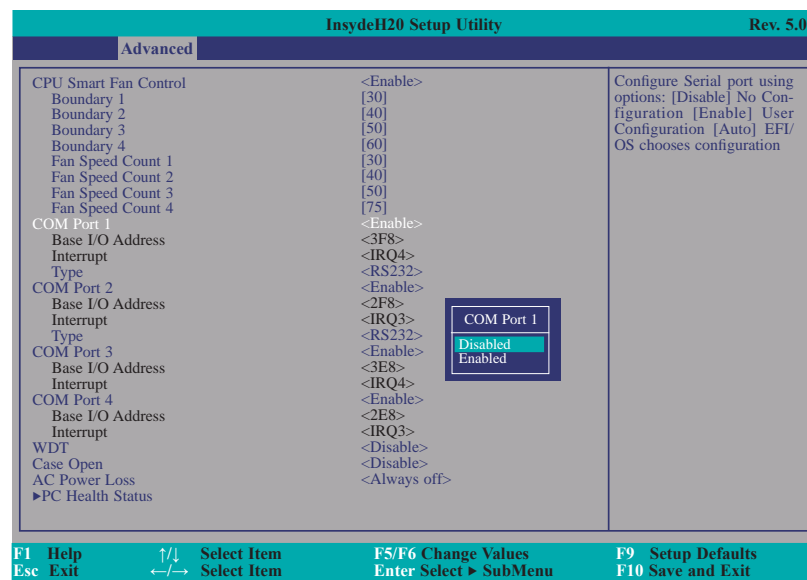 InsydeH20 Setup Utility Rev. 5.0
Advanced
CPU Smart Fan Control <Enable>
Boundary 1 [30]
Boundary 2 [40]
Boundary 3 [50]
Boundary 4 [60]
Fan Speed Count 1 [30]
Fan Speed Count 2 [40]
Fan Speed Count 3 [50]
Fan Speed Count 4 [75]
COM Port 1 <Enable>
Base I/O Address <3F8>
Interrupt <IRQ4>
Type <RS232>
COM Port 2 <Enable>
Base I/O Address <2F8>
Interrupt <IRQ3>
Type <RS232>
COM Port 3 <Enable>
Base I/O Address <3E8>
Interrupt <IRQ4>
COM Port 4 <Enable>
Base I/O Address <2E8>
Interrupt <IRQ3>
WDT <Disable>
Case Open <Disable>
AC Power Loss <Always off>
▶PC Health Status
COM Port 1
Disabled
Enabled
Configure Serial port using
options: [Disable] No Con-
figuration [Enable] User
Configuration [Auto] EFI/
OS chooses configuration
F1 Help ↑/↓ Select Item F5/F6 Change Values F9 Setup Defaults
Esc Exit ←/→ Select Item Enter Select ▶ SubMenu F10 Save and Exit